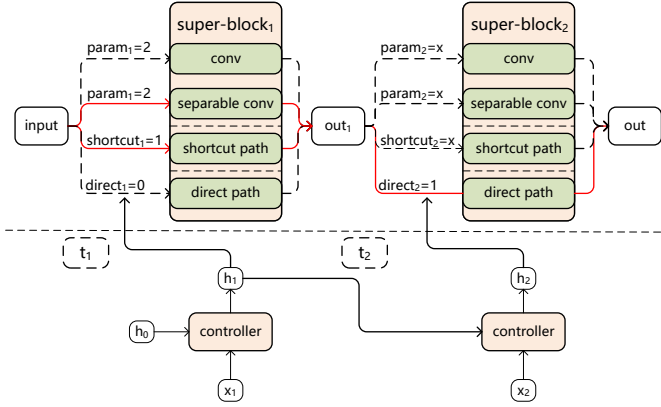 super-block₁
param₁=2
conv
param₁=2
separable conv
input
out₁
shortcut₁=1
shortcut path
direct₁=0
direct path
super-block₂
param₂=x
conv
param₂=x
separable conv
out
shortcut₂=x
shortcut path
direct₂=1
direct path
t₁
t₂
h₁
h₂
h₀
controller
controller
x₁
x₂